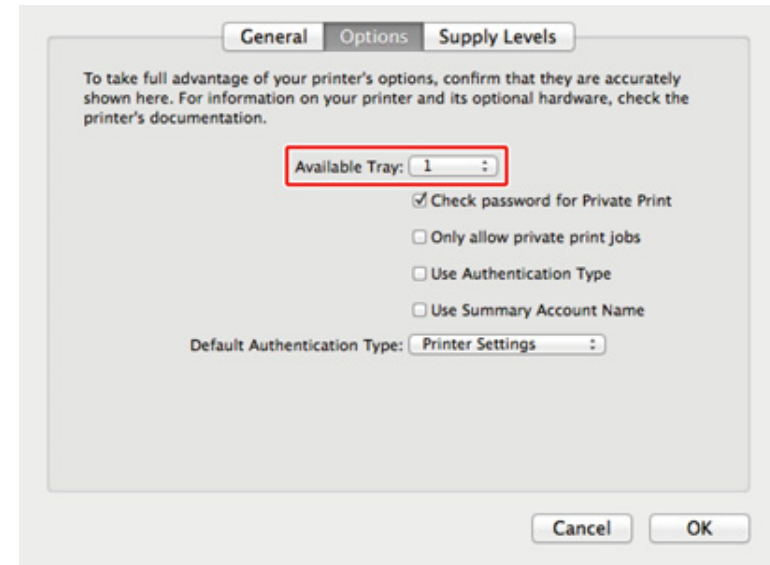 General Options Supply Levels
To take full advantage of your printer's options, confirm that they are accurately
shown here. For information on your printer and its optional hardware, check the
printer's documentation.
Available Tray: 1
Check password for Private Print
Only allow private print jobs
Use Authentication Type
Use Summary Account Name
Default Authentication Type: Printer Settings
Cancel OK